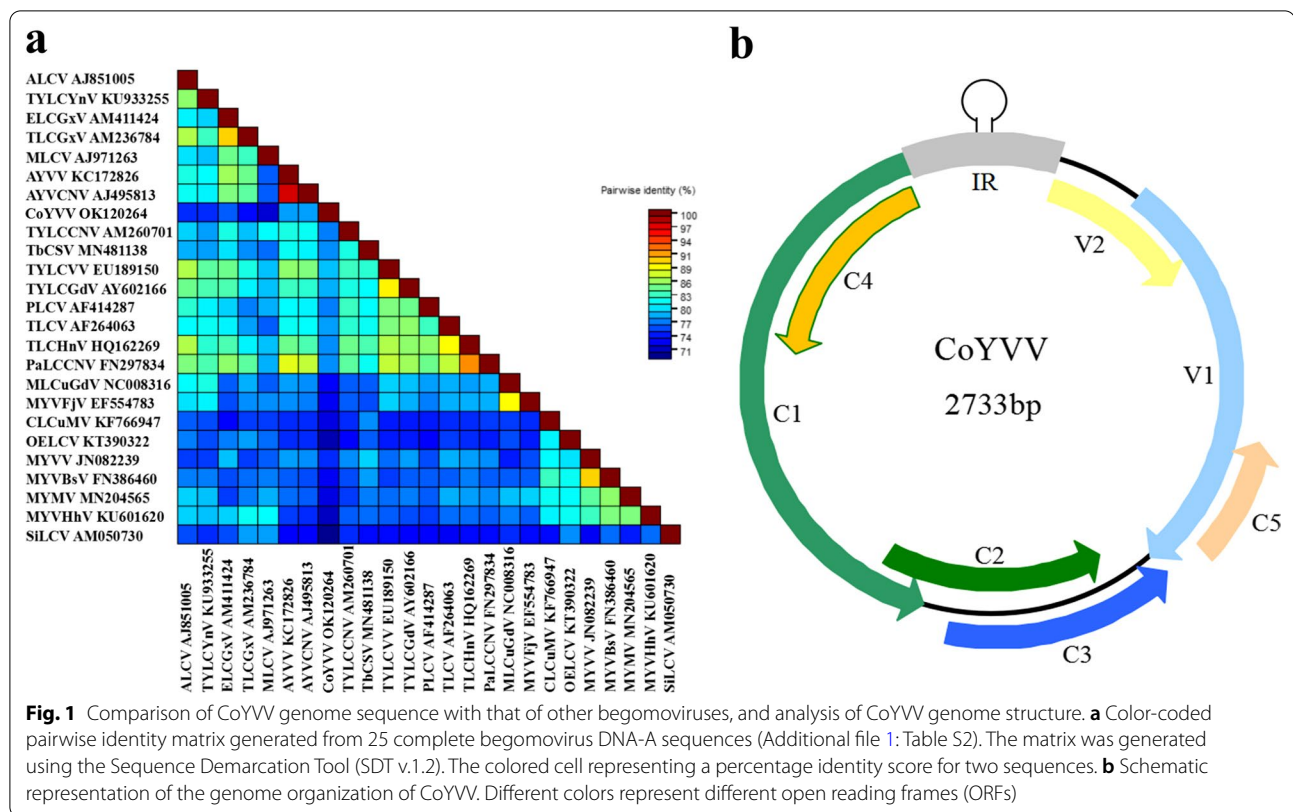 a
ALCV AJ851005
TYLCYnV KU933255
ELCGxV AM411424
TLCGxV AM236784
MLCV AJ971263
AYVV KC172826
AYVCNV AJ495813
CoYVV OK120264
TYLCCNV AM260701
TbCSV MN481138
TYLCVV EU189150
TYLCGdV AY602166
PLCV AF414287
TLCV AF264063
TLCHnV HQ162269
PaLCCNV FN297834
MLCuGdV NC008316
MYVFjV EF554783
CLCuMV KF766947
OELCV KT390322
MYVV JN082239
MYVBsV FN386460
MYMV MN204565
MYVHhV KU601620
SiLCV AM050730
Pairwise identity (%)
100
97
94
91
89
86
83
80
77
74
71
ALCV AJ851005
TYLCYnV KU933255
ELCGxV AM411424
TLCGxV AM236784
MLCV AJ971263
AYVV KC172826
AYVCNV AJ495813
CoYVV OK120264
TYLCCNV AM260701
TbCSV MN481138
TYLCVV EU189150
TYLCGdV AY602166
PLCV AF414287
TLCV AF264063
TLCHnV HQ162269
PaLCCNV FN297834
MLCuGdV NC008316
MYVFjV EF554783
CLCuMV KF766947
OELCV KT390322
MYVV JN082239
MYVBsV FN386460
MYMV MN204565
MYVHhV KU601620
SiLCV AM050730
b
IR
V2
C4
CoYVV
2733bp
V1
C1
C5
C2
C3
Fig. 1 Comparison of CoYVV genome sequence with that of other begomoviruses, and analysis of CoYVV genome structure. a Color-coded
pairwise identity matrix generated from 25 complete begomovirus DNA-A sequences (Additional file 1: Table S2). The matrix was generated
using the Sequence Demarcation Tool (SDT v.1.2). The colored cell representing a percentage identity score for two sequences. b Schematic
representation of the genome organization of CoYVV. Different colors represent different open reading frames (ORFs)